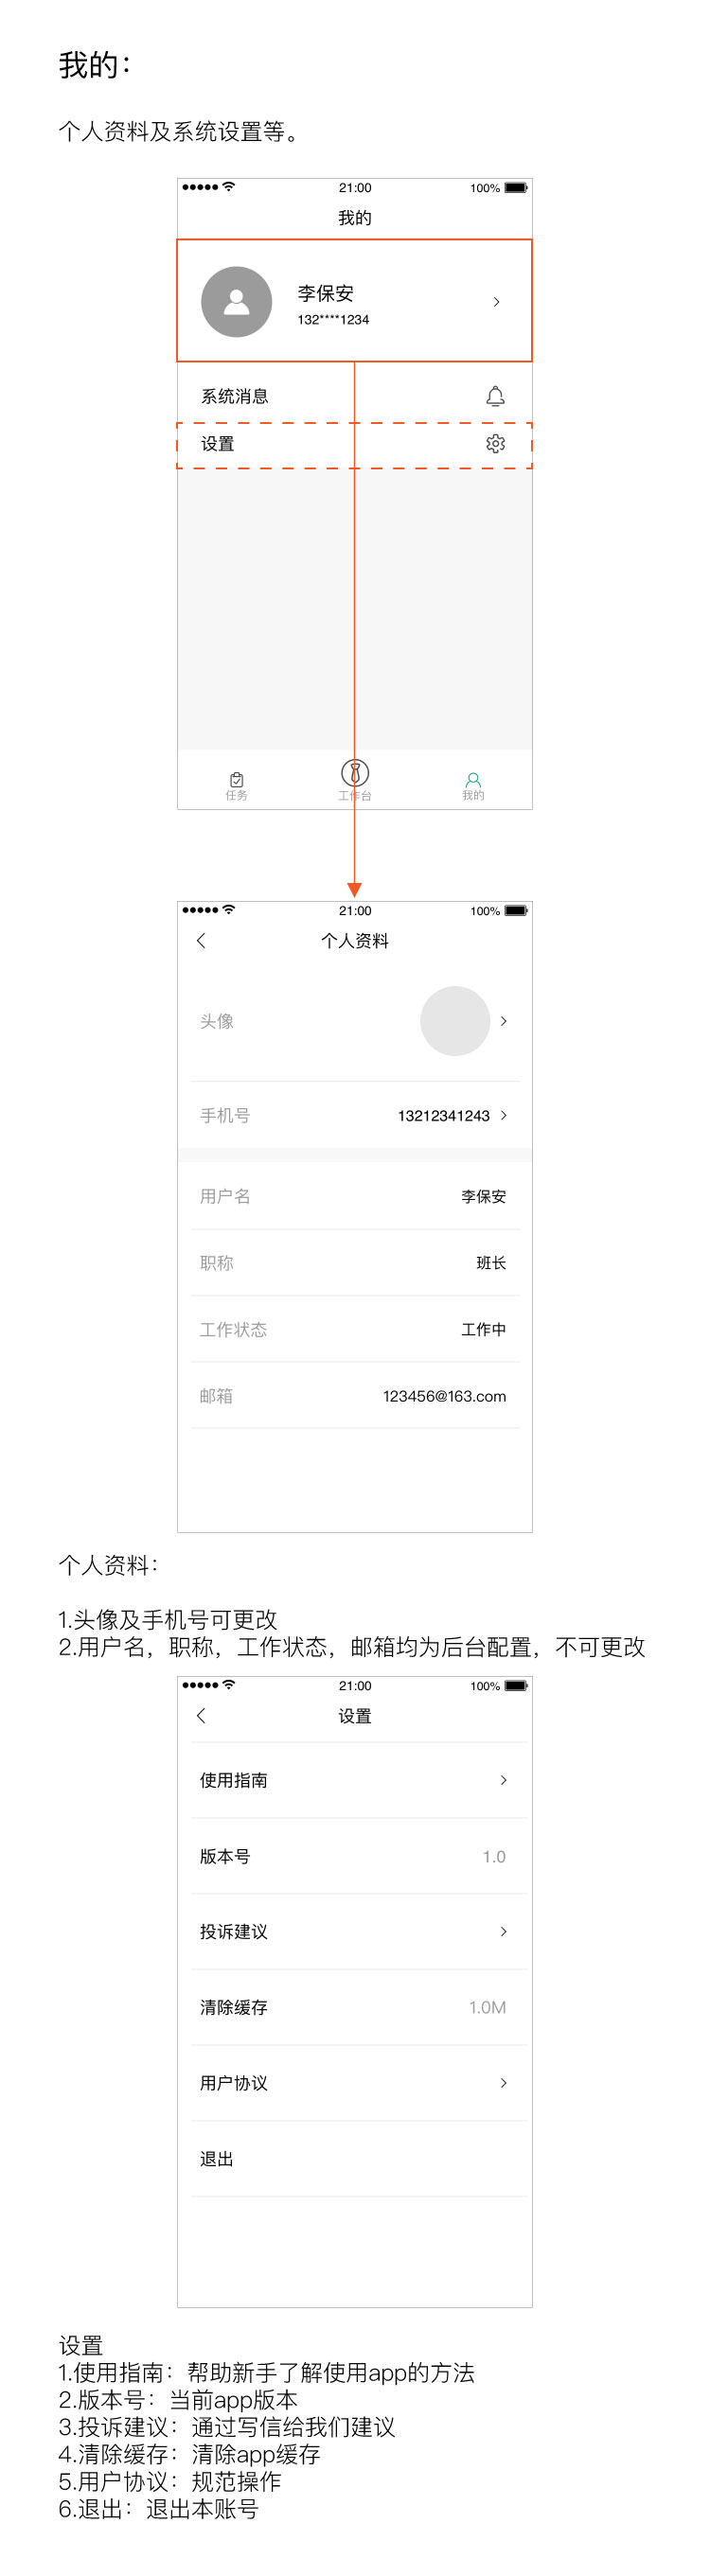 我的：
个人资料及系统设置等。
21:00 100%
我的
李保安
132****1234
系统消息
设置
任务 工作台 我的
21:00 100%
个人资料
头像
手机号 13212341243
用户名 李保安
职称 班长
工作状态 工作中
邮箱 123456@163.com
个人资料：
1.头像及手机号可更改
2.用户名，职称，工作状态，邮箱均为后台配置，不可更改
21:00 100%
设置
使用指南
版本号 1.0
投诉建议
清除缓存 1.0M
用户协议
退出
设置
1.使用指南：帮助新手了解使用app的方法
2.版本号：当前app版本
3.投诉建议：通过写信给我们建议
4.清除缓存：清除app缓存
5.用户协议：规范操作
6.退出：退出本账号